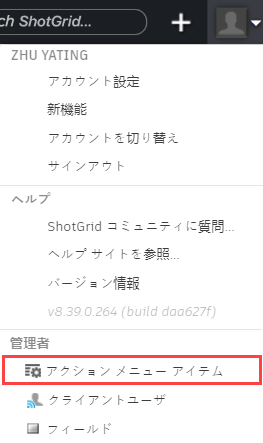 ch ShotGrid...
ZHU YATING
アカウント設定
新機能
アカウントを切り替え
サインアウト
ヘルプ
ShotGrid コミュニティに質問...
ヘルプ サイトを参照...
バージョン情報
v8.39.0.264 (build daa627f)
管理者
アクション メニュー アイテム
クライアントユーザ
フィールド